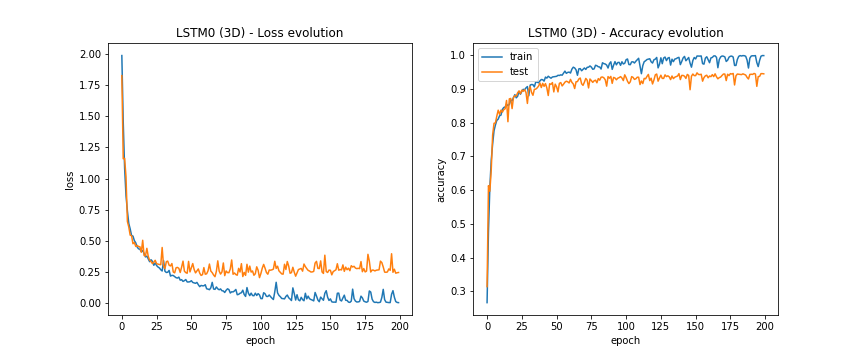 LSTM0 (3D) - Loss evolution
2.00
1.75
1.50
1.25
1.00
0.75
0.50
0.25
0.00
loss
0 25 50 75 100 125 150 175 200
epoch
LSTM0 (3D) - Accuracy evolution
train
test
1.0
0.9
0.8
0.7
0.6
0.5
0.4
0.3
accuracy
0 25 50 75 100 125 150 175 200
epoch